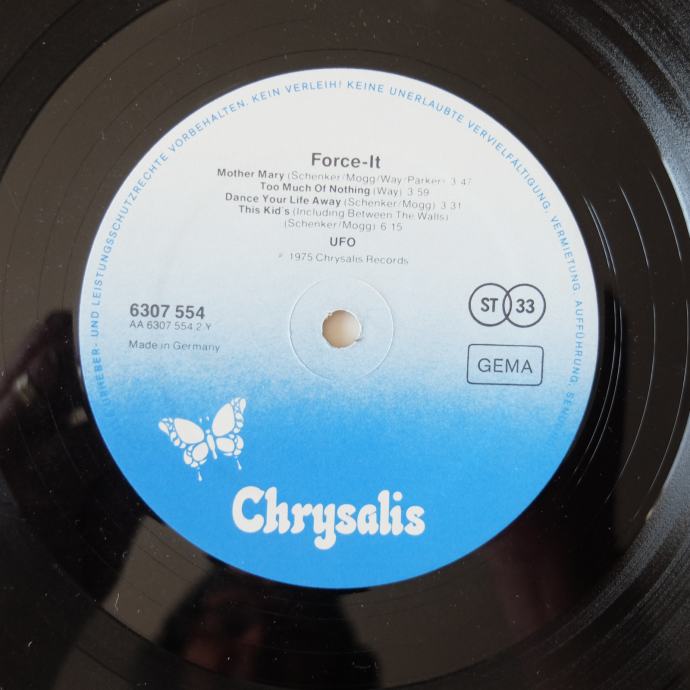 URHEBER- UND LEISTUNGSSCHUTZRECHTE VORBEHALTEN. KEIN VERLEIH! KEINE UNERLAUBTE VERVIELFÄLTIGUNG, VERMIETUNG, AUFFÜHRUNG, SENDUNG!
Force-It
Mother Mary (Schenker/Mogg/Way/Parker) 3 47
Too Much Of Nothing (Way) 3 59
Dance Your Life Away (Schenker/Mogg) 3 31
This Kid's (Including Between The Walls)
(Schenker/Mogg) 6 15
UFO
℗ 1975 Chrysalis Records
6307 554
AA 6307 554 2 Y
Made in Germany
ST 33
GEMA
Chrysalis